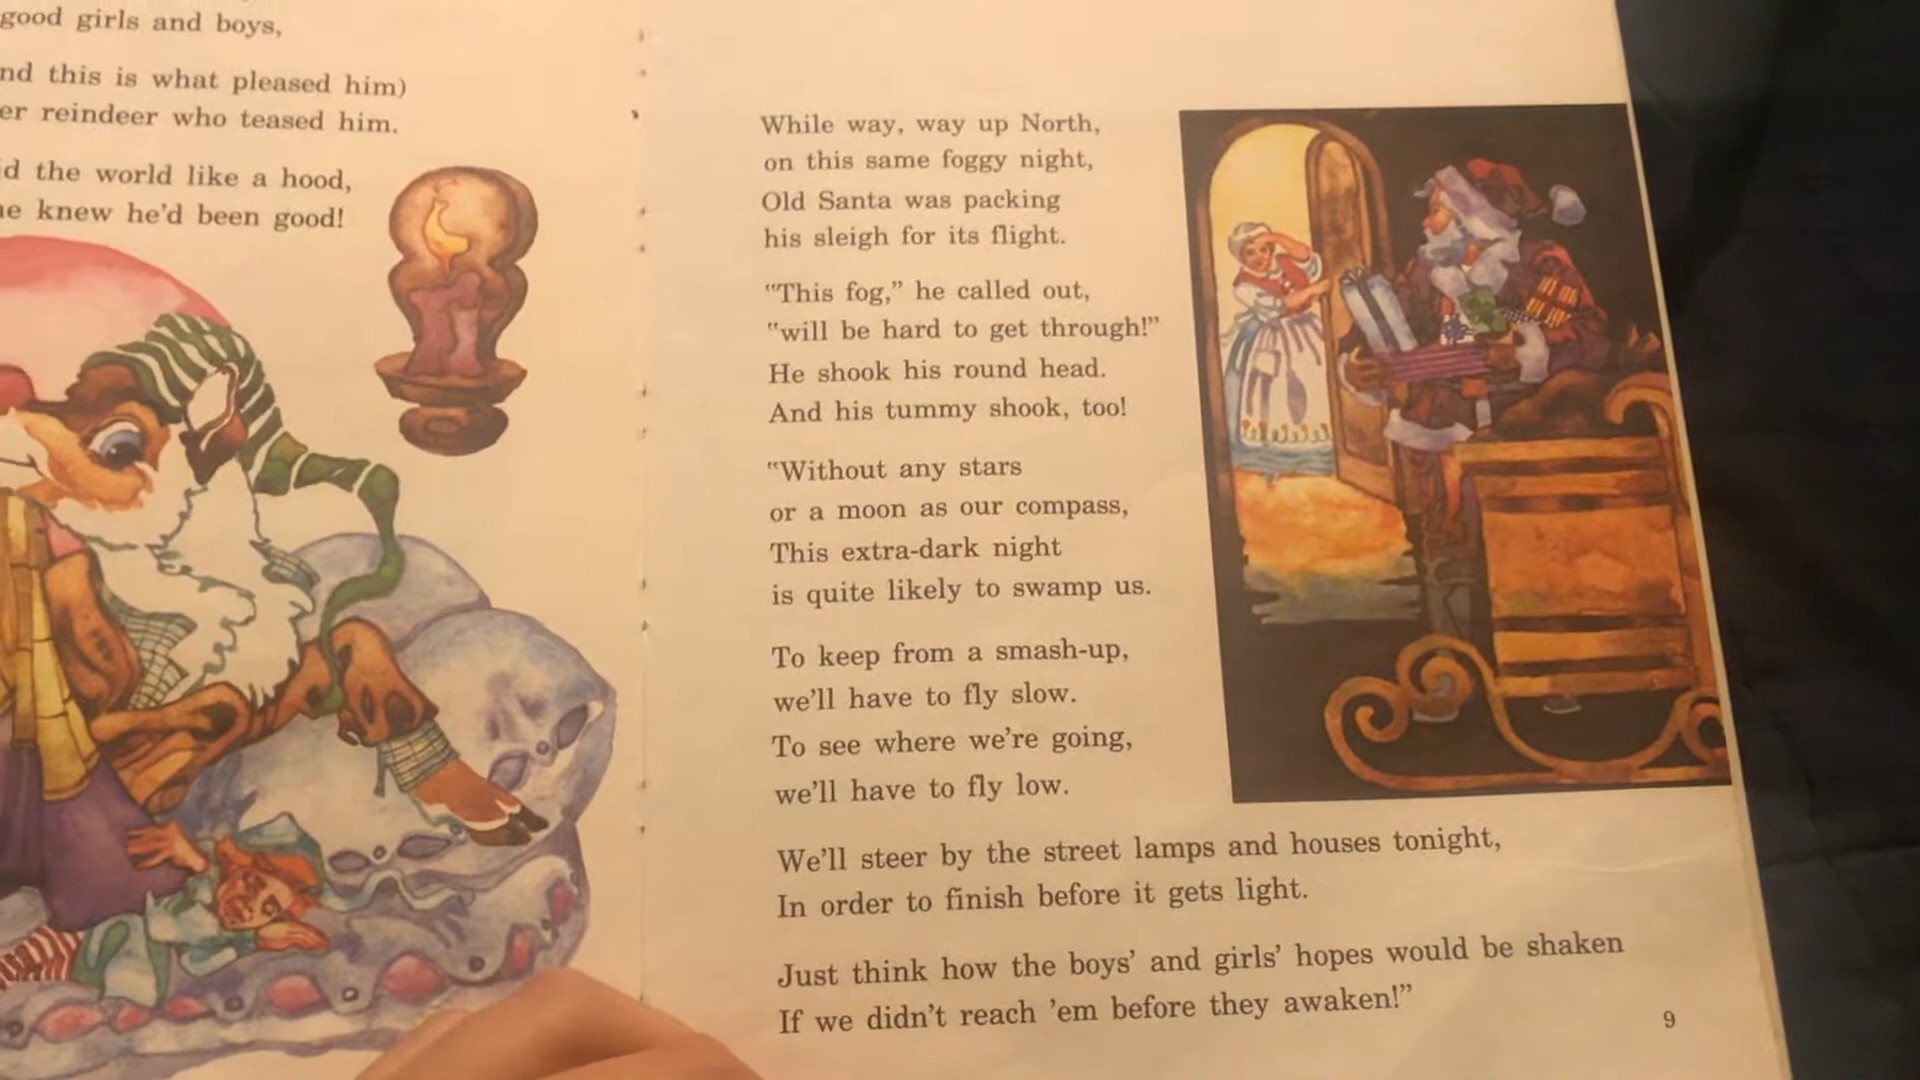 good girls and boys,
this is what pleased him)
reindeer who teased him.
the world like a hood,
knew he'd been good!
While way, way up North,
on this same foggy night,
Old Santa was packing
his sleigh for its flight.
"This fog," he called out,
"will be hard to get through!"
He shook his round head.
And his tummy shook, too!
"Without any stars
or a moon as our compass,
This extra-dark night
is quite likely to swamp us.
To keep from a smash-up,
we'll have to fly slow.
To see where we're going,
we'll have to fly low.
We'll steer by the street lamps and houses tonight,
In order to finish before it gets light.
Just think how the boys' and girls' hopes would be shaken
If we didn't reach 'em before they awaken!"
9